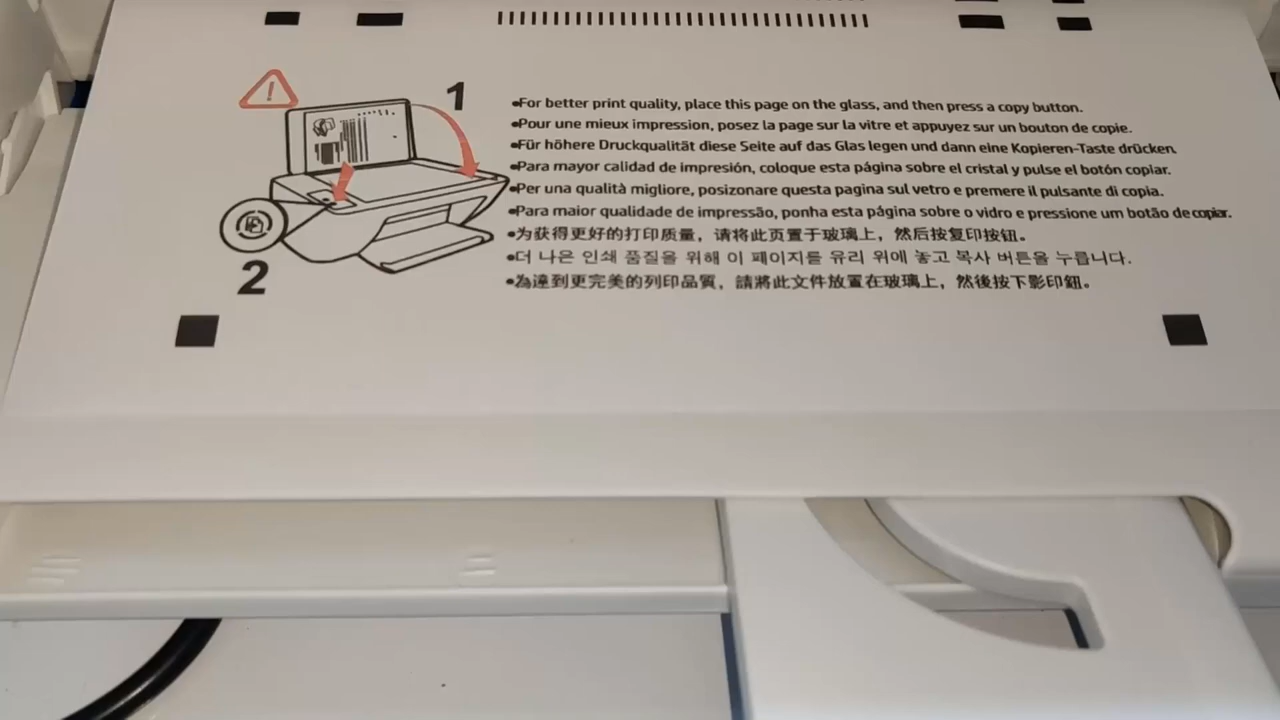 1
•For better print quality, place this page on the glass, and then press a copy button.
•Pour une mieux impression, posez la page sur la vitre et appuyez sur un bouton de copie.
•Für höhere Druckqualität diese Seite auf das Glas legen und dann eine Kopieren-Taste drücken.
•Para mayor calidad de impresión, coloque esta página sobre el cristal y pulse el botón copiar.
•Per una qualità migliore, posizonare questa pagina sul vetro e premere il pulsante di copia.
•Para maior qualidade de impressão, ponha esta página sobre o vidro e pressione um botão de copiar.
•为获得更好的打印质量，请将此页置于玻璃上，然后按复印按钮。
•더 나은 인쇄 품질을 위해 이 페이지를 유리 위에 놓고 복사 버튼을 누릅니다.
•為達到更完美的列印品質，請將此文件放置在玻璃上，然後按下影印鈕。
2